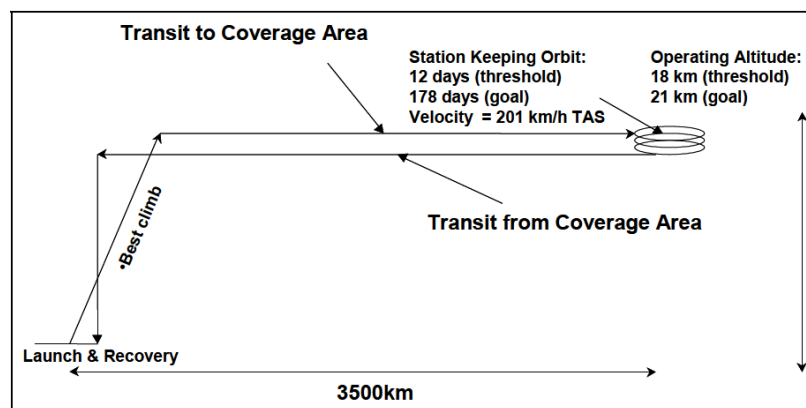 Transit to Coverage Area
Station Keeping Orbit:
12 days (threshold)
178 days (goal)
Velocity = 201 km/h TAS
Operating Altitude:
18 km (threshold)
21 km (goal)
•Best climb
Transit from Coverage Area
Launch & Recovery
3500km